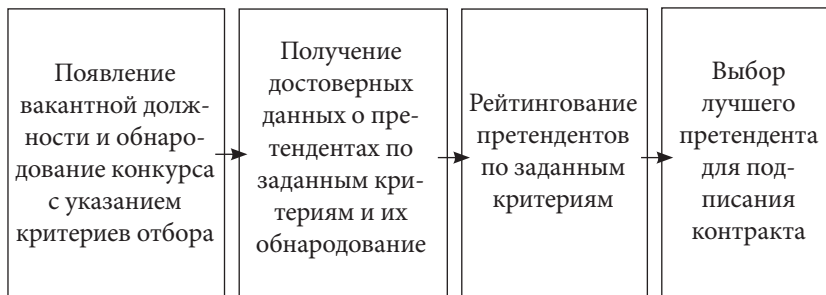 Появление
вакантной долж-
ности и обнаро-
дование конкурса
с указанием
критериев отбора
Получение
достоверных
данных о пре-
тендентах по
заданным кри-
териям и их
обнародование
Рейтингование
претендентов
по заданным
критериям
Выбор
лучшего
претендента
для под-
писания
контракта